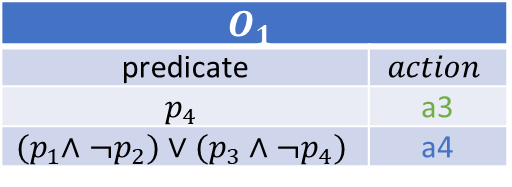 O₁
predicate action
p₄ a3
(p₁∧ ¬p₂) ∨ (p₃ ∧ ¬p₄) a4